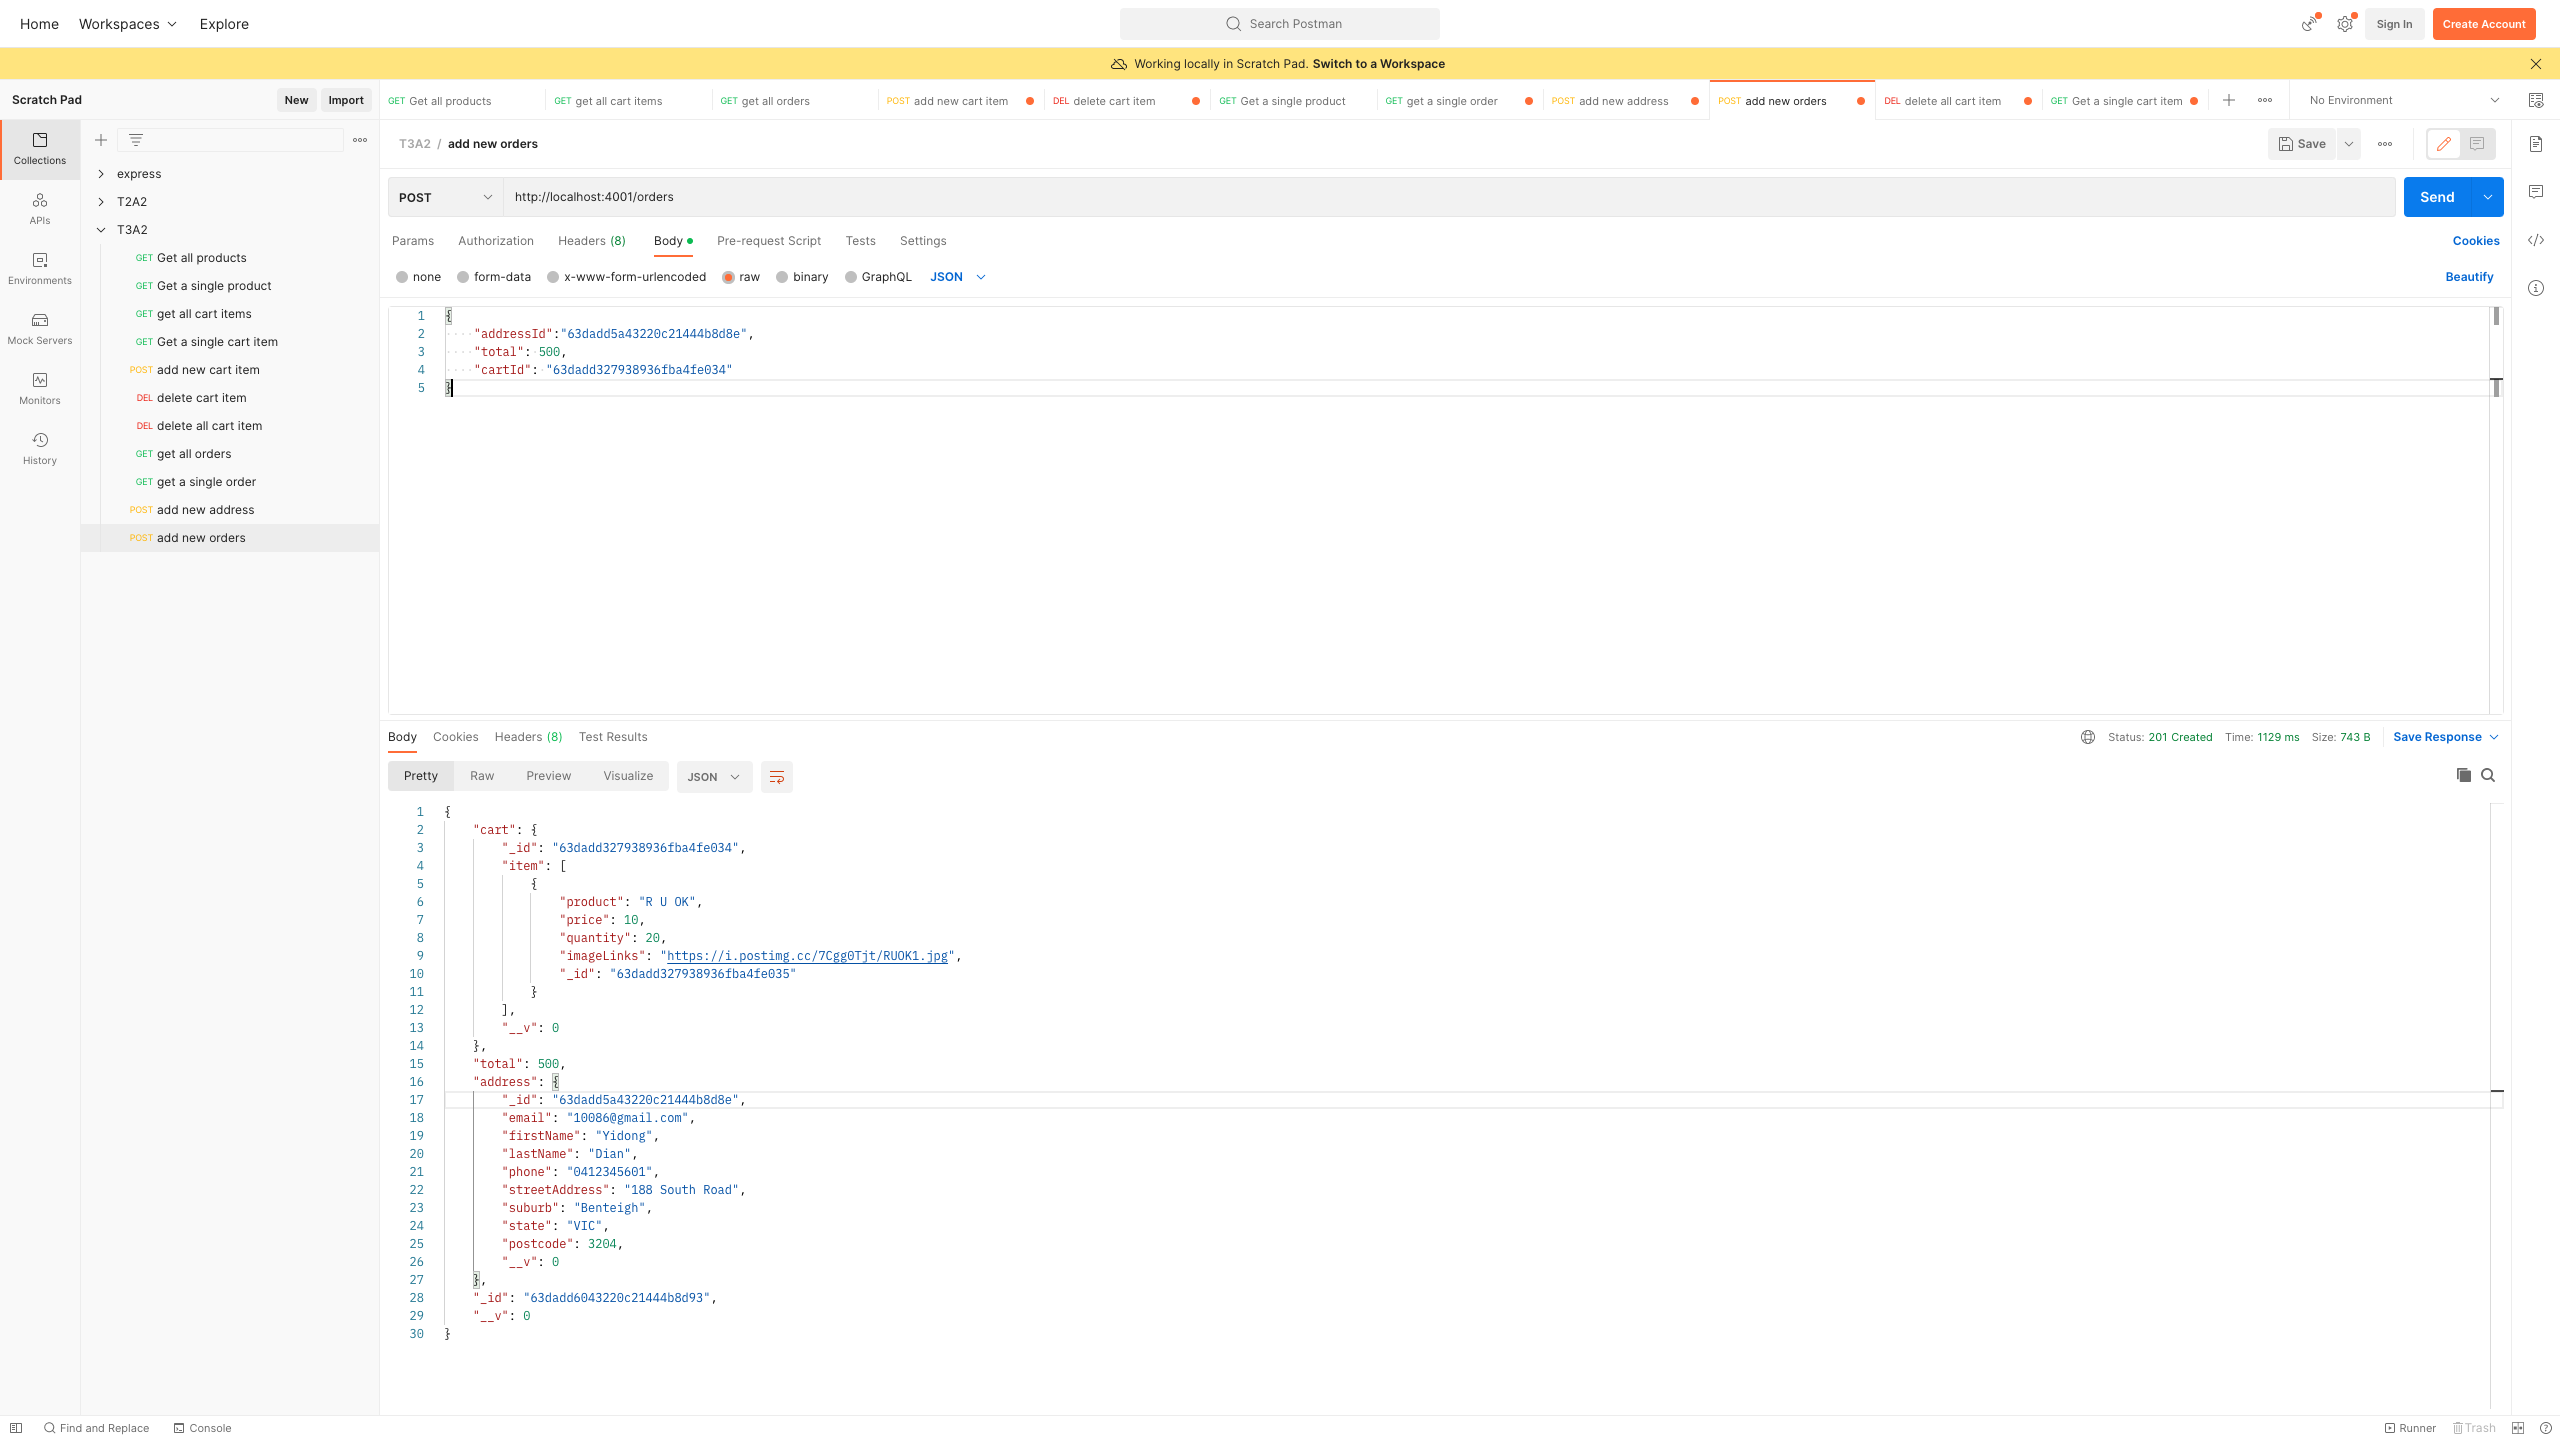 Home Workspaces Explore
Search Postman
Sign In Create Account
Working locally in Scratch Pad. Switch to a Workspace
Scratch Pad New Import
GET Get all products
GET get all cart items
GET get all orders
POST add new cart item
DEL delete cart item
GET Get a single product
GET get a single order
POST add new address
POST add new orders
DEL delete all cart item
GET Get a single cart item
No Environment
Collections
APIs
Environments
Mock Servers
Monitors
History
express
T2A2
T3A2
GET Get all products
GET Get a single product
GET get all cart items
GET Get a single cart item
POST add new cart item
DEL delete cart item
DEL delete all cart item
GET get all orders
GET get a single order
POST add new address
POST add new orders
T3A2 / add new orders
Save
POST http://localhost:4001/orders
Send
Params Authorization Headers (8) Body Pre-request Script Tests Settings
Cookies
none form-data x-www-form-urlencoded raw binary GraphQL JSON
Beautify
1 {
2 "addressId":"63dadd5a43220c21444b8d8e",
3 "total": 500,
4 "cartId": "63dadd327938936fba4fe034"
5 }
Body Cookies Headers (8) Test Results
Status: 201 Created Time: 1129 ms Size: 743 B Save Response
Pretty Raw Preview Visualize JSON
1 {
2 "cart": {
3 "_id": "63dadd327938936fba4fe034",
4 "item": [
5 {
6 "product": "R U OK",
7 "price": 10,
8 "quantity": 20,
9 "imageLinks": "https://i.postimg.cc/7Cgg0Tjt/RUOK1.jpg",
10 "_id": "63dadd327938936fba4fe035"
11 }
12 ],
13 "__v": 0
14 },
15 "total": 500,
16 "address": {
17 "_id": "63dadd5a43220c21444b8d8e",
18 "email": "10086@gmail.com",
19 "firstName": "Yidong",
20 "lastName": "Dian",
21 "phone": "0412345601",
22 "streetAddress": "188 South Road",
23 "suburb": "Benteigh",
24 "state": "VIC",
25 "postcode": 3204,
26 "__v": 0
27 },
28 "_id": "63dadd6043220c21444b8d93",
29 "__v": 0
30 }
Find and Replace Console
Runner Trash